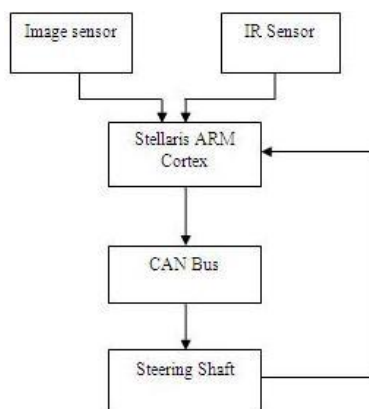 Image sensor
IR Sensor
Stellaris ARM
Cortex
CAN Bus
Steering Shaft